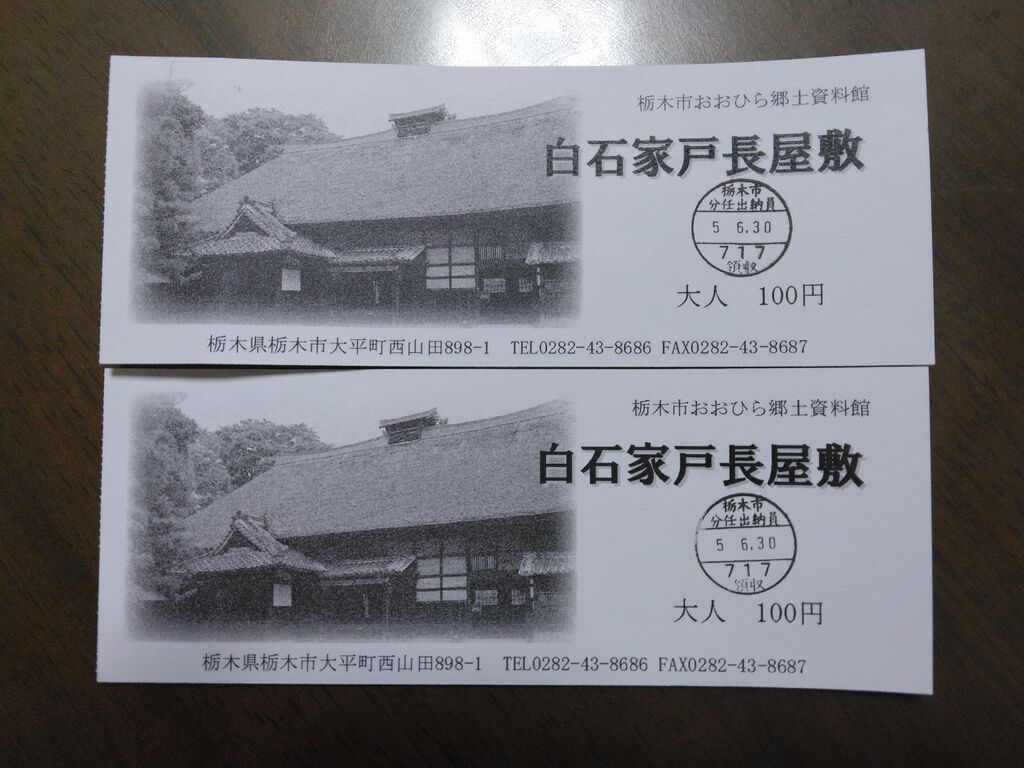 栃木市おおひら郷土資料館
白石家戸長屋敷
栃木市
分任出納員
5 6.30
717
領収
大人 100円
栃木県栃木市大平町西山田898-1 TEL0282-43-8686 FAX0282-43-8687
栃木市おおひら郷土資料館
白石家戸長屋敷
栃木市
分任出納員
5 6.30
717
領収
大人 100円
栃木県栃木市大平町西山田898-1 TEL0282-43-8686 FAX0282-43-8687